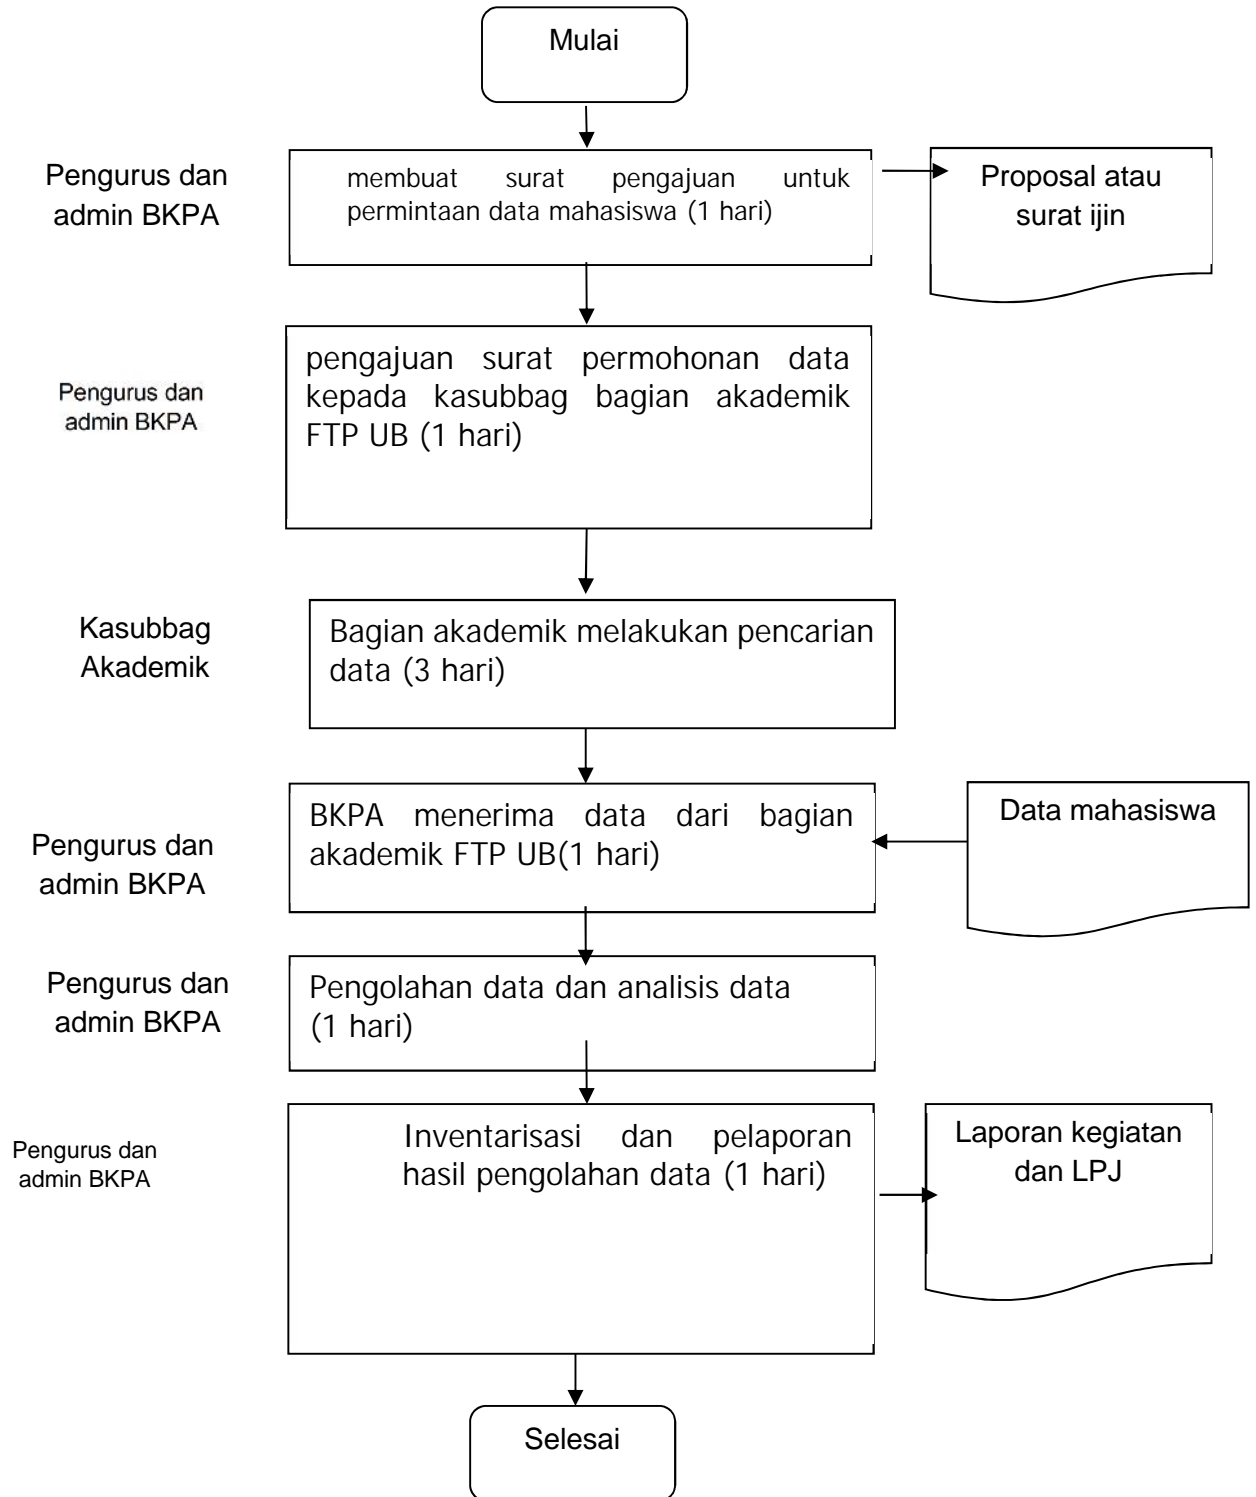 Mulai
Pengurus dan
admin BKPA
membuat surat pengajuan untuk
permintaan data mahasiswa (1 hari)
Proposal atau
surat ijin
Pengurus dan
admin BKPA
pengajuan surat permohonan data
kepada kasubbag bagian akademik
FTP UB (1 hari)
Kasubbag
Akademik
Bagian akademik melakukan pencarian
data (3 hari)
Pengurus dan
admin BKPA
BKPA menerima data dari bagian
akademik FTP UB(1 hari)
Data mahasiswa
Pengurus dan
admin BKPA
Pengolahan data dan analisis data
(1 hari)
Pengurus dan
admin BKPA
Inventarisasi dan pelaporan
hasil pengolahan data (1 hari)
Laporan kegiatan
dan LPJ
Selesai